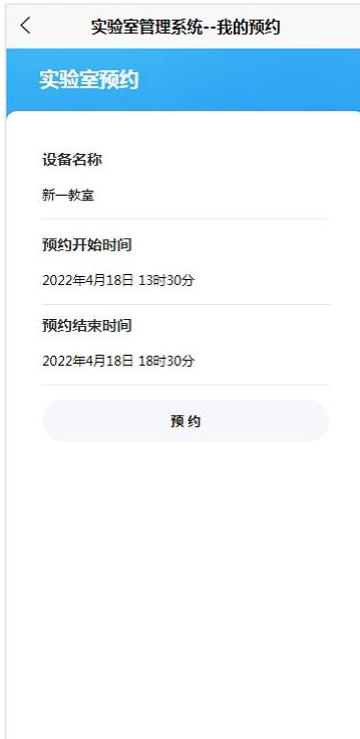 实验室管理系统--我的预约
实验室预约
设备名称
新一教室
预约开始时间
2022年4月18日 13时30分
预约结束时间
2022年4月18日 18时30分
预 约